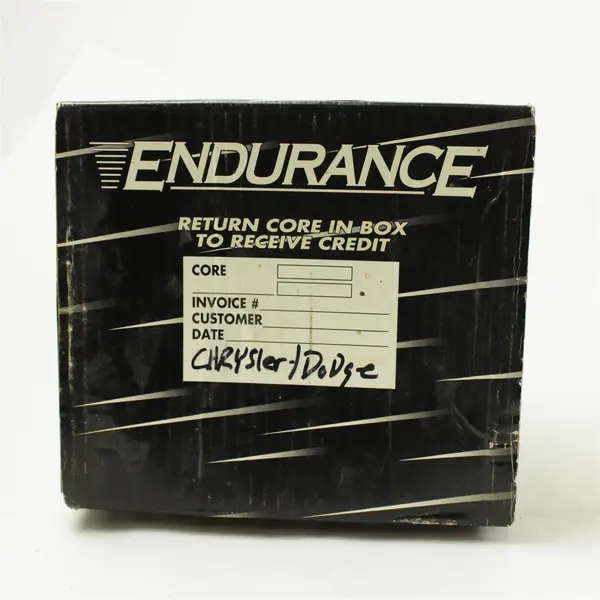 ENDURANCE
RETURN CORE IN BOX
TO RECEIVE CREDIT
CORE
INVOICE #
CUSTOMER
DATE
CHRYSler/DoDge